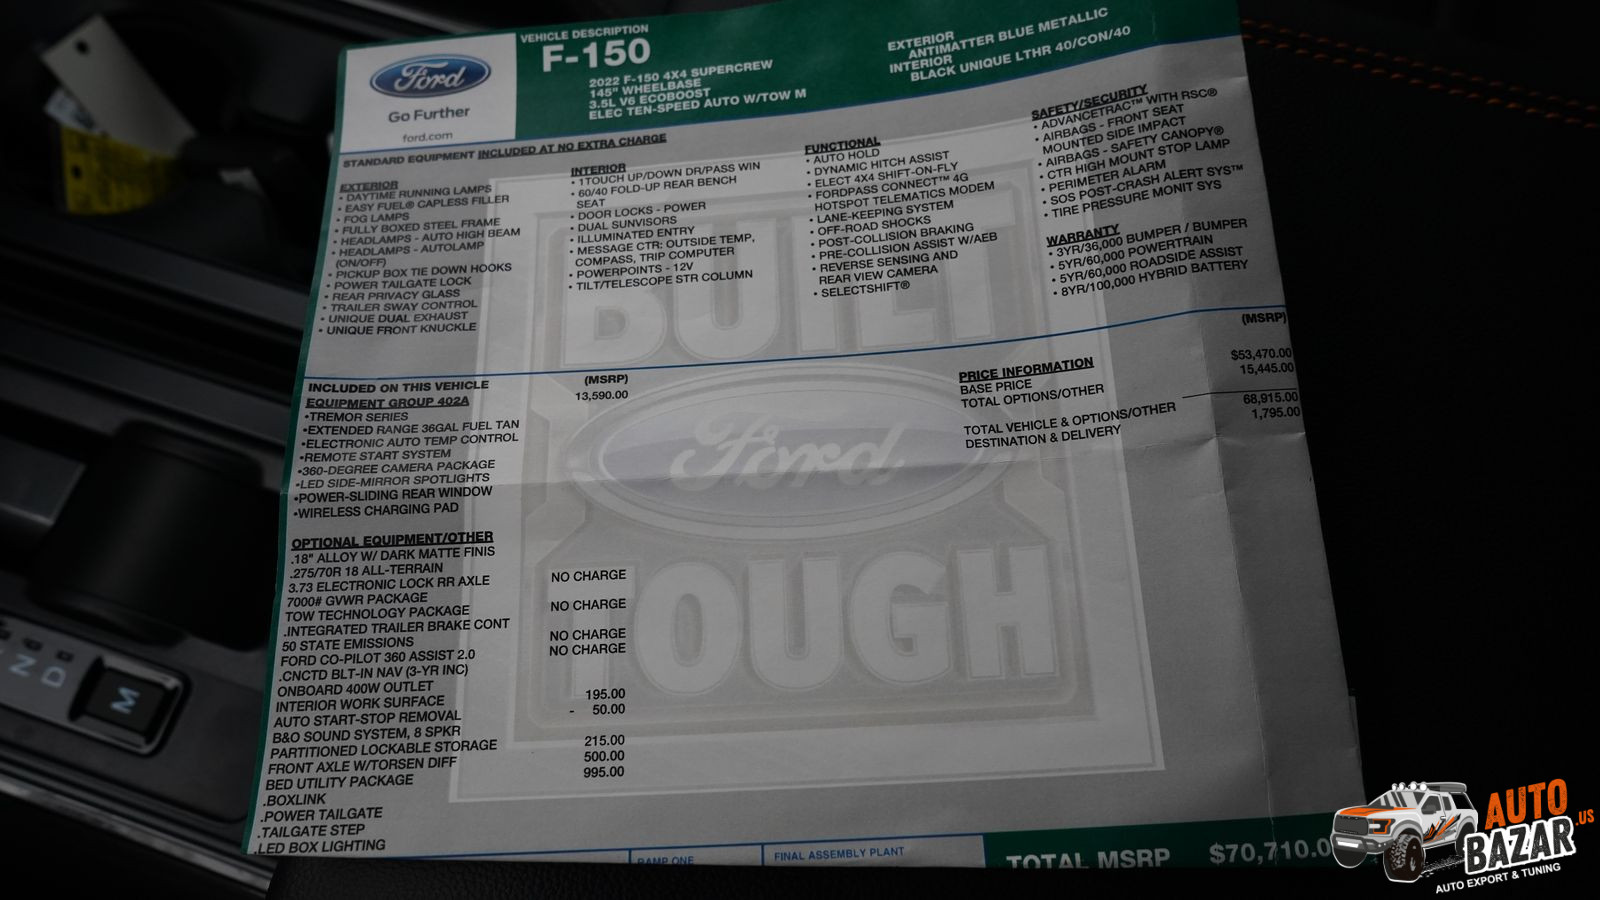 Ford
Go Further
ford.com
VEHICLE DESCRIPTION
F-150
2022 F-150 4X4 SUPERCREW
145" WHEELBASE
3.5L V6 ECOBOOST
ELEC TEN-SPEED AUTO W/TOW M
EXTERIOR
ANTIMATTER BLUE METALLIC
INTERIOR
BLACK UNIQUE LTHR 40/CON/40
STANDARD EQUIPMENT INCLUDED AT NO EXTRA CHARGE
EXTERIOR
• DAYTIME RUNNING LAMPS
• EASY FUEL® CAPLESS FILLER
• FOG LAMPS
• FULLY BOXED STEEL FRAME
• HEADLAMPS - AUTO HIGH BEAM
• HEADLAMPS - AUTOLAMP
(ON/OFF)
• PICKUP BOX TIE DOWN HOOKS
• POWER TAILGATE LOCK
• REAR PRIVACY GLASS
• TRAILER SWAY CONTROL
• UNIQUE DUAL EXHAUST
• UNIQUE FRONT KNUCKLE
INTERIOR
• 1TOUCH UP/DOWN DR/PASS WIN
• 60/40 FOLD-UP REAR BENCH
SEAT
• DOOR LOCKS - POWER
• DUAL SUNVISORS
• ILLUMINATED ENTRY
• MESSAGE CTR: OUTSIDE TEMP,
COMPASS, TRIP COMPUTER
• POWERPOINTS - 12V
• TILT/TELESCOPE STR COLUMN
FUNCTIONAL
• AUTO HOLD
• DYNAMIC HITCH ASSIST
• ELECT 4X4 SHIFT-ON-FLY
• FORDPASS CONNECT™ 4G
HOTSPOT TELEMATICS MODEM
• LANE-KEEPING SYSTEM
• OFF-ROAD SHOCKS
• POST-COLLISION BRAKING
• PRE-COLLISION ASSIST W/AEB
• REVERSE SENSING AND
REAR VIEW CAMERA
• SELECTSHIFT®
SAFETY/SECURITY
• ADVANCETRAC™ WITH RSC®
• AIRBAGS - FRONT SEAT
MOUNTED SIDE IMPACT
• AIRBAGS - SAFETY CANOPY®
• CTR HIGH MOUNT STOP LAMP
• PERIMETER ALARM
• SOS POST-CRASH ALERT SYS™
• TIRE PRESSURE MONIT SYS
WARRANTY
• 3YR/36,000 BUMPER / BUMPER
• 5YR/60,000 POWERTRAIN
• 5YR/60,000 ROADSIDE ASSIST
• 8YR/100,000 HYBRID BATTERY
BUILT
Ford
TOUGH
INCLUDED ON THIS VEHICLE (MSRP)
EQUIPMENT GROUP 402A 13,590.00
•TREMOR SERIES
•EXTENDED RANGE 36GAL FUEL TAN
•ELECTRONIC AUTO TEMP CONTROL
•REMOTE START SYSTEM
•360-DEGREE CAMERA PACKAGE
•LED SIDE-MIRROR SPOTLIGHTS
•POWER-SLIDING REAR WINDOW
•WIRELESS CHARGING PAD
OPTIONAL EQUIPMENT/OTHER
.18" ALLOY W/ DARK MATTE FINIS
.275/70R 18 ALL-TERRAIN
3.73 ELECTRONIC LOCK RR AXLE NO CHARGE
7000# GVWR PACKAGE
TOW TECHNOLOGY PACKAGE NO CHARGE
.INTEGRATED TRAILER BRAKE CONT
50 STATE EMISSIONS NO CHARGE
FORD CO-PILOT 360 ASSIST 2.0 NO CHARGE
.CNCTD BLT-IN NAV (3-YR INC)
ONBOARD 400W OUTLET
INTERIOR WORK SURFACE 195.00
AUTO START-STOP REMOVAL - 50.00
B&O SOUND SYSTEM, 8 SPKR
PARTITIONED LOCKABLE STORAGE 215.00
FRONT AXLE W/TORSEN DIFF 500.00
BED UTILITY PACKAGE 995.00
.BOXLINK
.POWER TAILGATE
.TAILGATE STEP
.LED BOX LIGHTING
PRICE INFORMATION (MSRP)
BASE PRICE $53,470.00
TOTAL OPTIONS/OTHER 15,445.00
TOTAL VEHICLE & OPTIONS/OTHER 68,915.00
DESTINATION & DELIVERY 1,795.00
RAMP ONE
FINAL ASSEMBLY PLANT
TOTAL MSRP $70,710.0
N
D
M
AUTO
BAZAR.US
AUTO EXPORT & TUNING